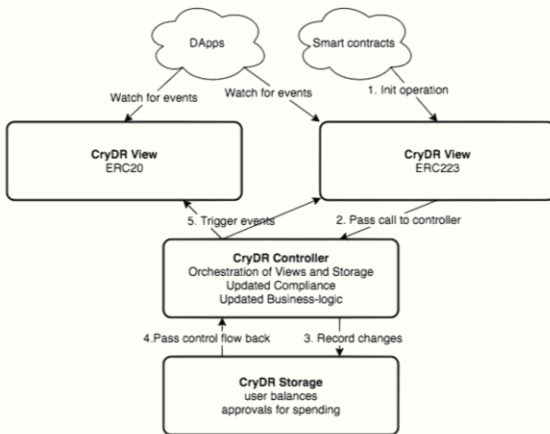 DApps
Smart contracts
Watch for events
Watch for events
1. Init operation
CryDR View
ERC20
CryDR View
ERC223
5. Trigger events
2. Pass call to controller
CryDR Controller
Orchestration of Views and Storage
Updated Compliance
Updated Business-logic
4.Pass control flow back
3. Record changes
CryDR Storage
user balances
approvals for spending